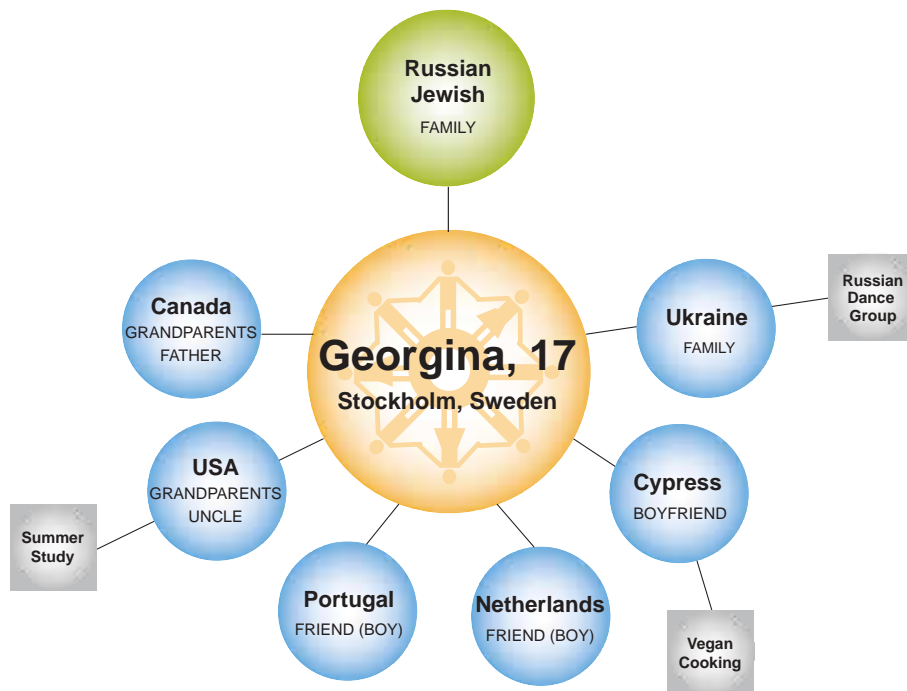 Russian
Jewish
FAMILY
Canada
GRANDPARENTS
FATHER
Georgina, 17
Stockholm, Sweden
Ukraine
FAMILY
Russian
Dance
Group
USA
GRANDPARENTS
UNCLE
Summer
Study
Cypress
BOYFRIEND
Portugal
FRIEND (BOY)
Netherlands
FRIEND (BOY)
Vegan
Cooking